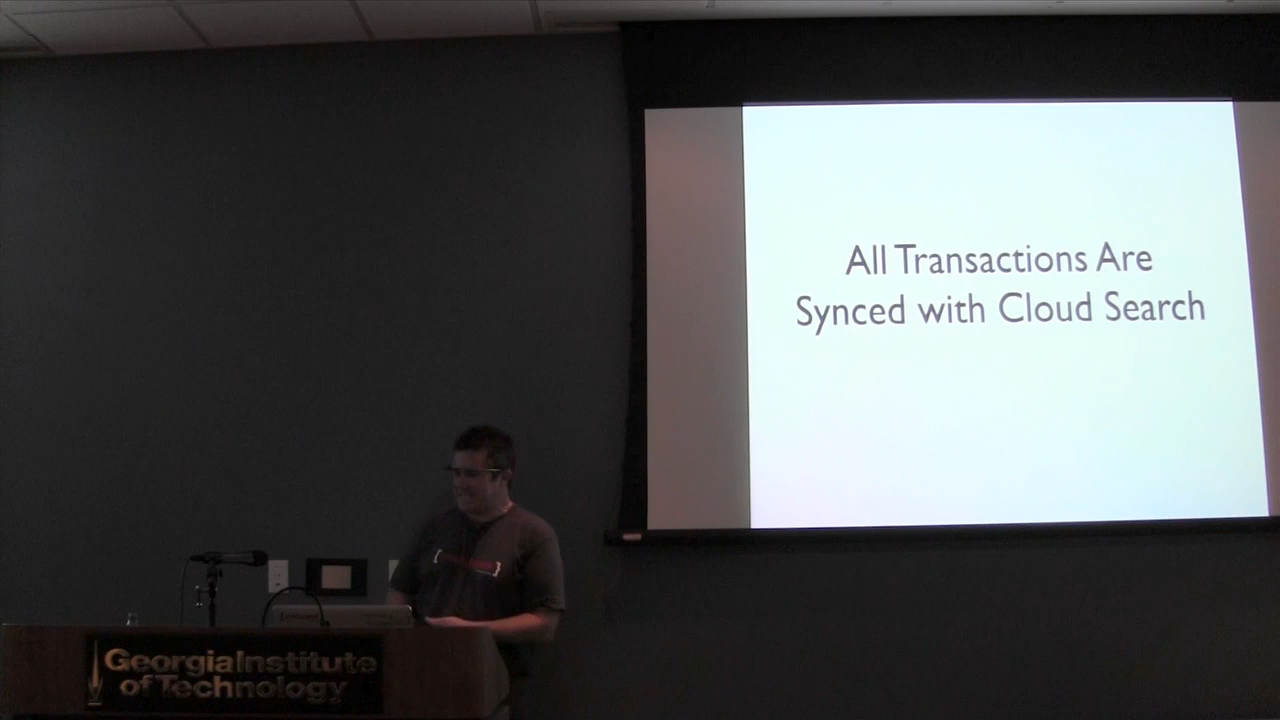 All Transactions Are
Synced with Cloud Search
Georgia Institute
of Technology